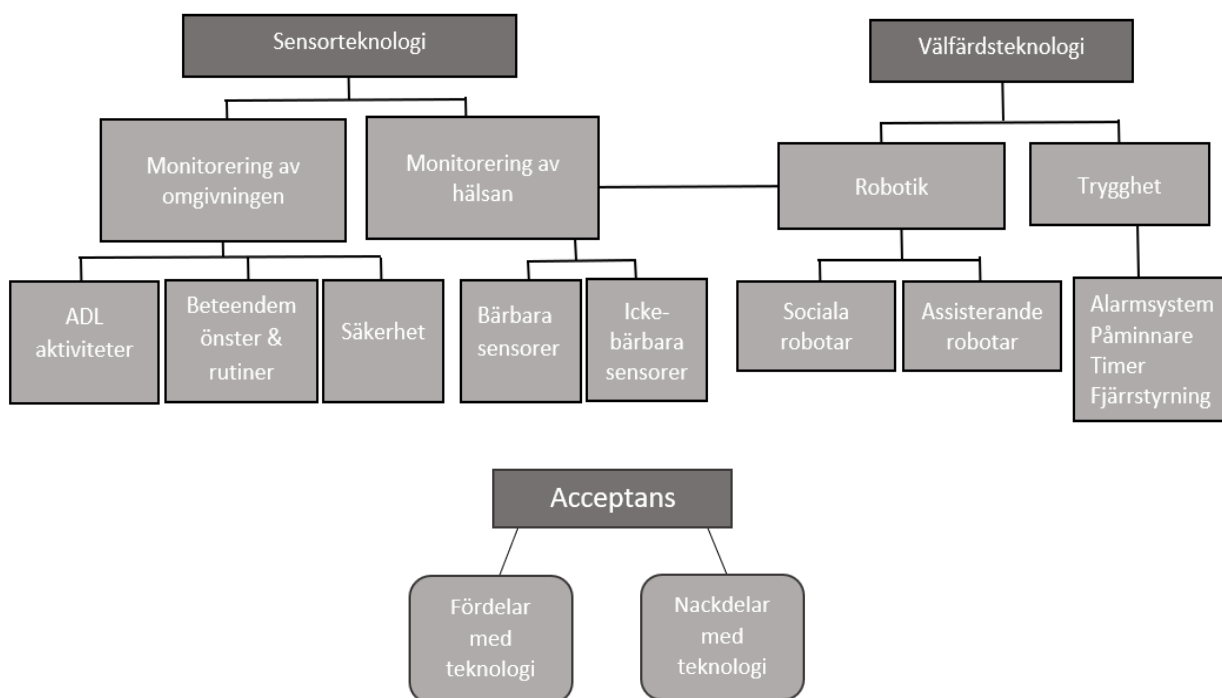 Sensorteknologi
Välfärdsteknologi
Monitorering av
omgivningen
Monitorering av
hälsan
Robotik
Trygghet
ADL
aktiviteter
Beteendem
önster &
rutiner
Säkerhet
Bärbara
sensorer
Icke-
bärbara
sensorer
Sociala
robotar
Assisterande
robotar
Alarmsystem
Påminnare
Timer
Fjärrstyrning
Acceptans
Fördelar
med
teknologi
Nackdelar
med
teknologi